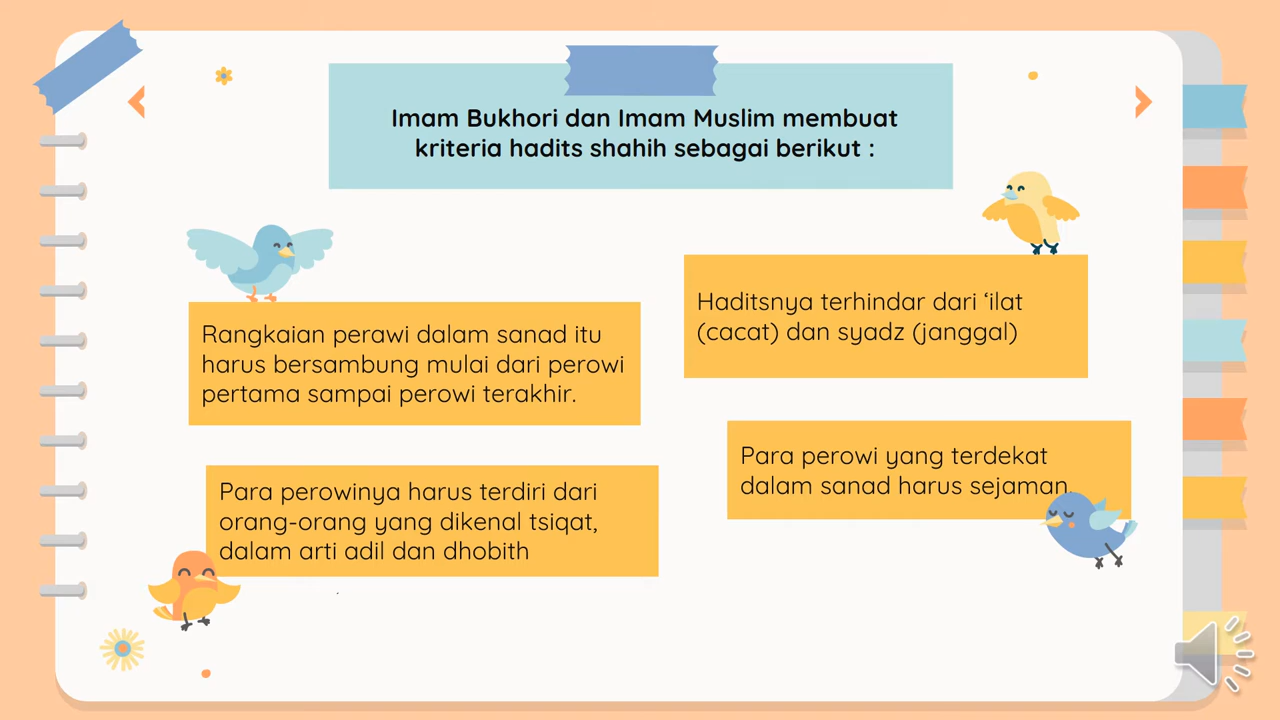 Imam Bukhori dan Imam Muslim membuat
kriteria hadits shahih sebagai berikut :
Rangkaian perawi dalam sanad itu
harus bersambung mulai dari perowi
pertama sampai perowi terakhir.
Para perowinya harus terdiri dari
orang-orang yang dikenal tsiqat,
dalam arti adil dan dhobith
Haditsnya terhindar dari ‘ilat
(cacat) dan syadz (janggal)
Para perowi yang terdekat
dalam sanad harus sejaman.